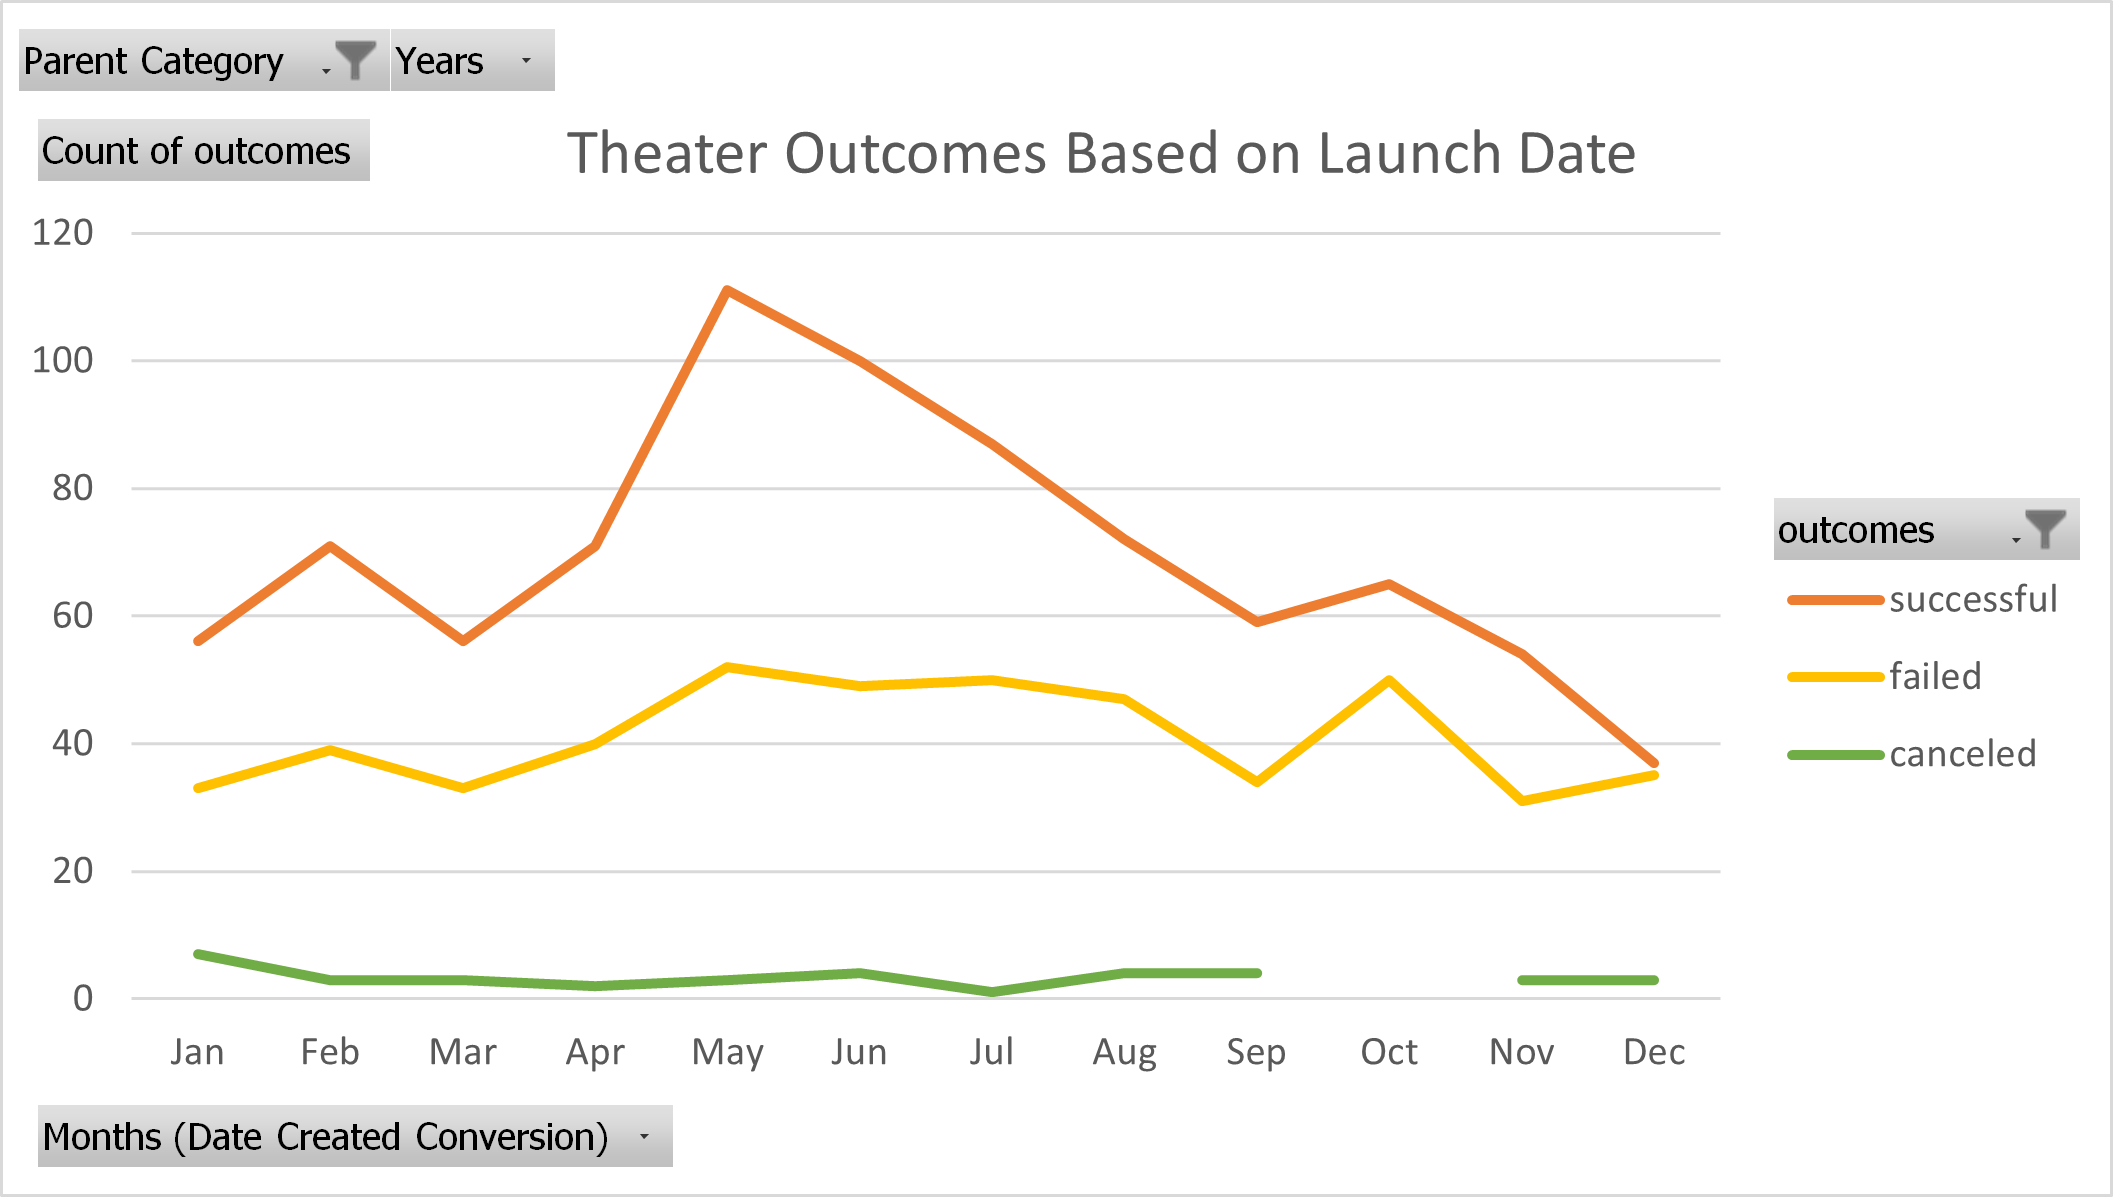 Parent Category Years
Count of outcomes
Theater Outcomes Based on Launch Date
120
100
80
60
40
20
0
Jan Feb Mar Apr May Jun Jul Aug Sep Oct Nov Dec
Months (Date Created Conversion)
outcomes
successful
failed
canceled